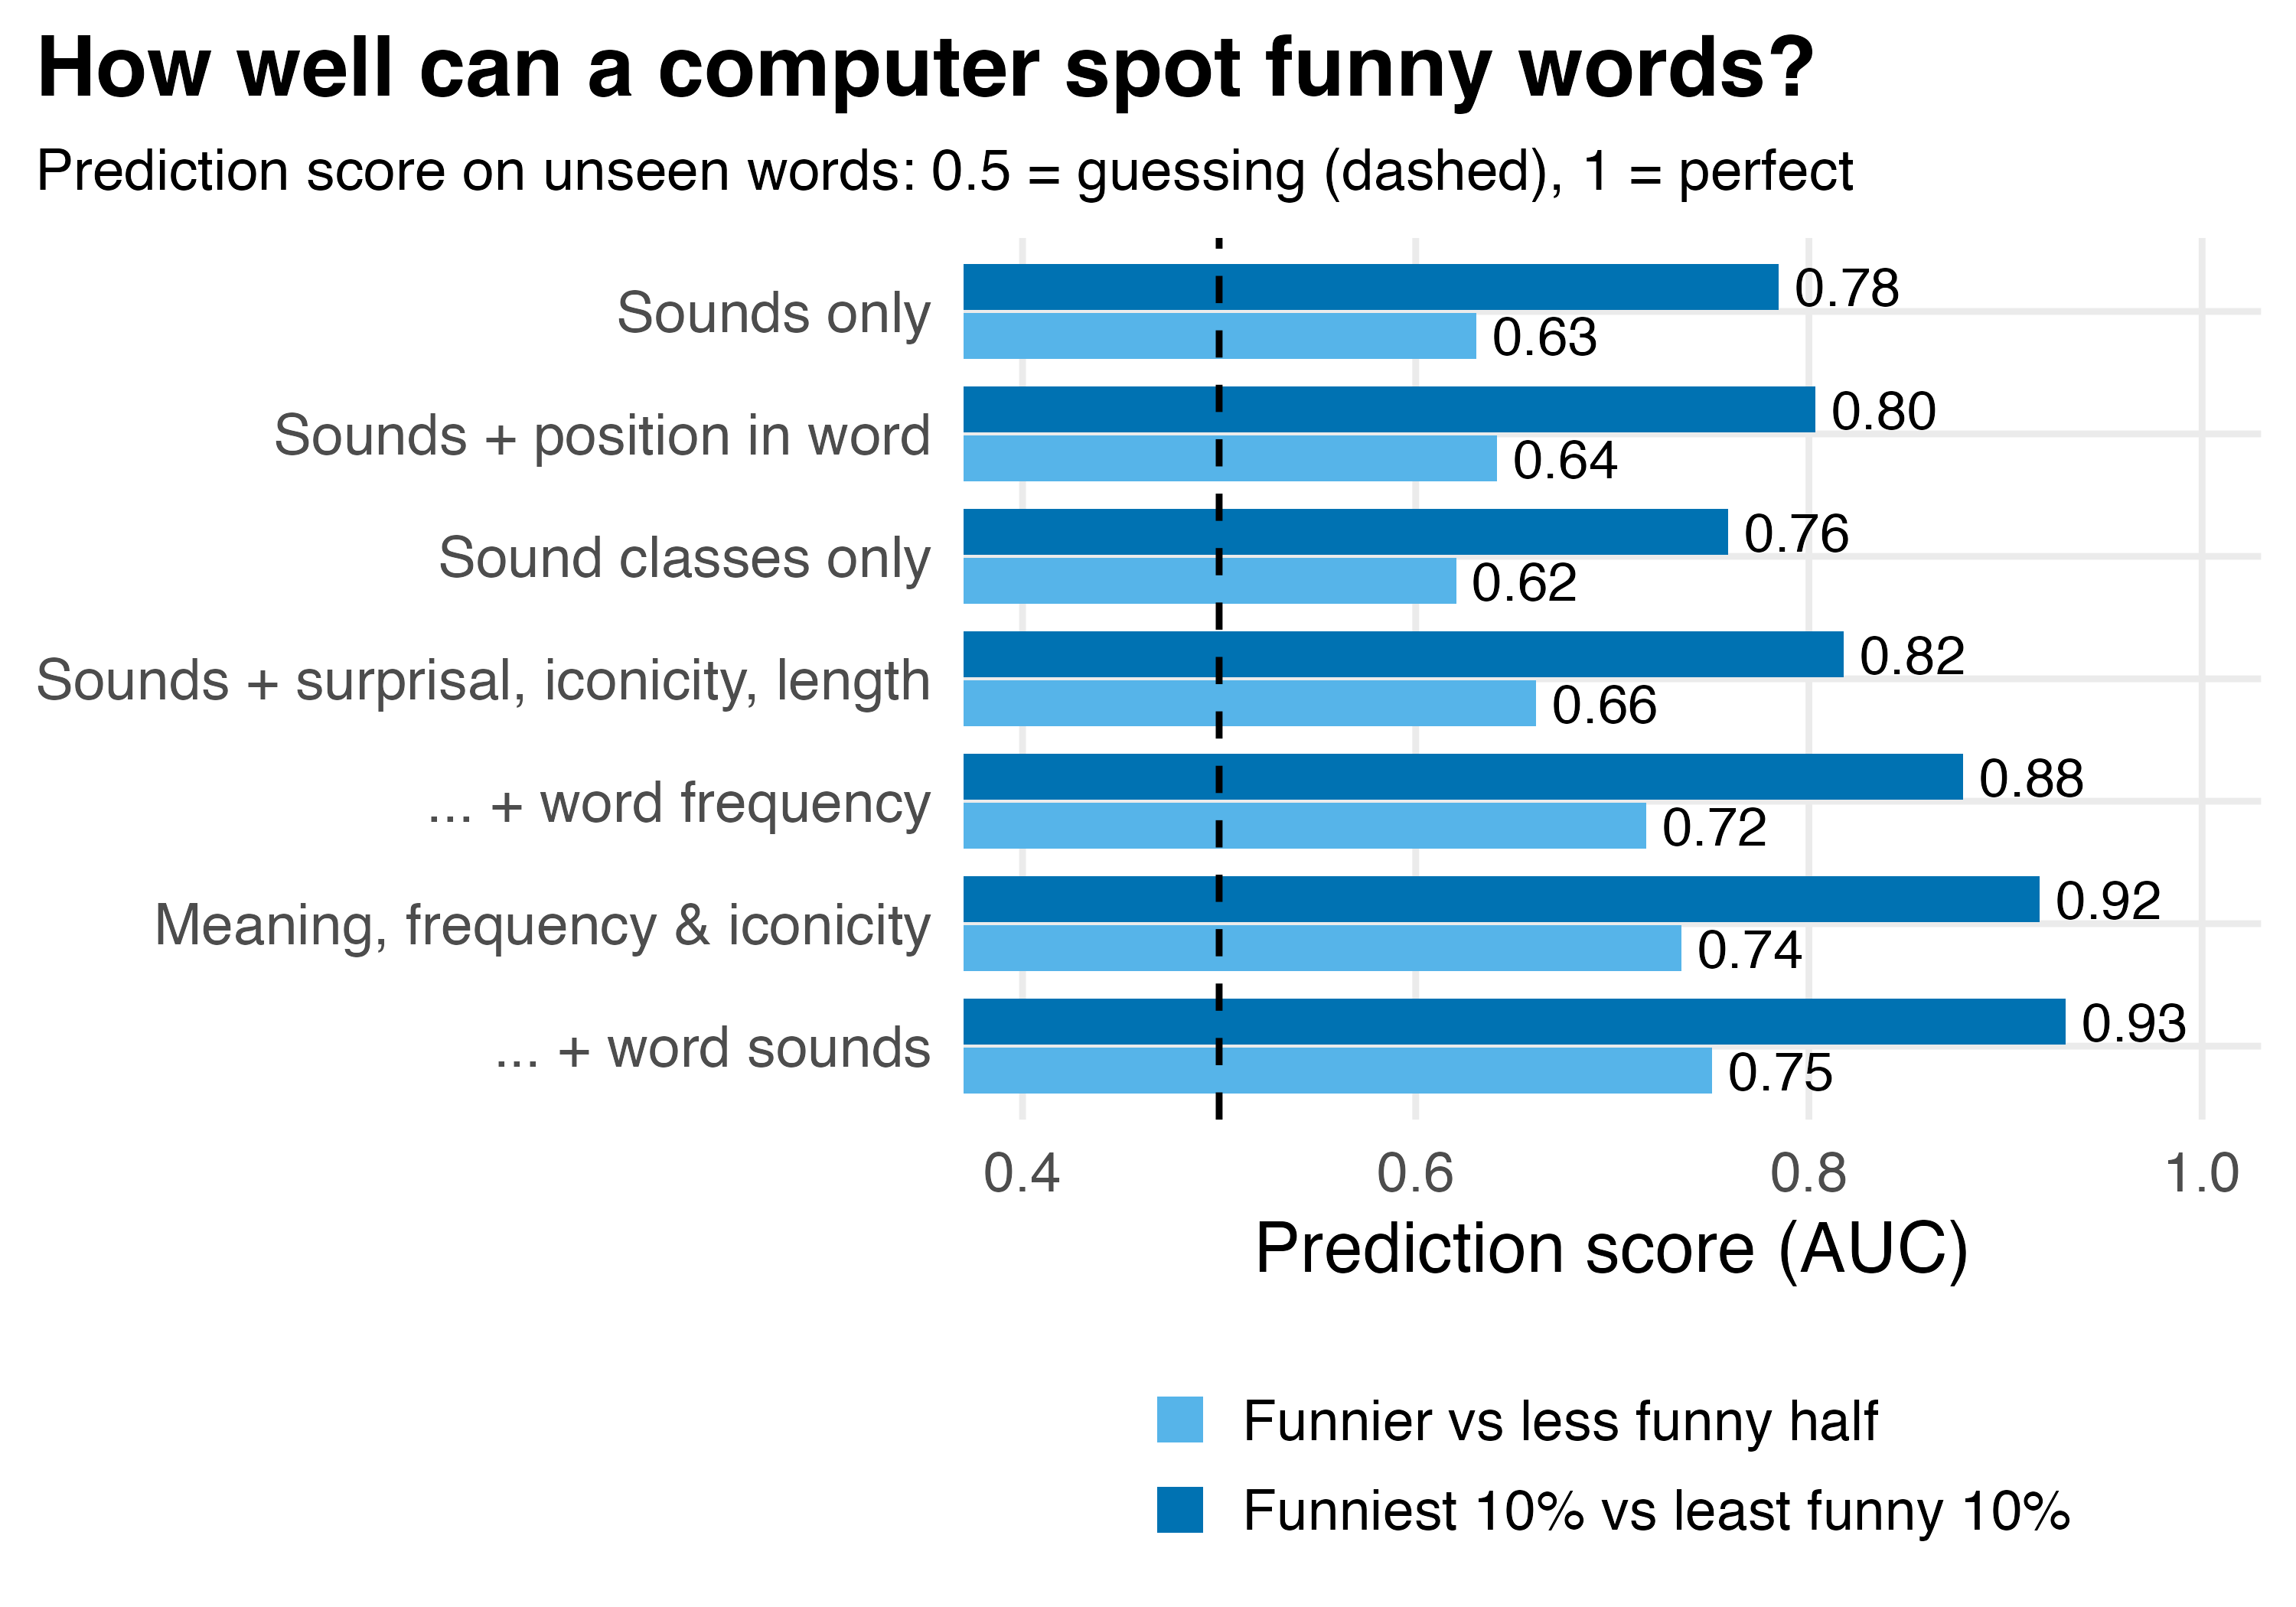 How well can a computer spot funny words?
Prediction score on unseen words: 0.5 = guessing (dashed), 1 = perfect
Sounds only
0.78
0.63
Sounds + position in word
0.80
0.64
Sound classes only
0.76
0.62
Sounds + surprisal, iconicity, length
0.82
0.66
... + word frequency
0.88
0.72
Meaning, frequency & iconicity
0.92
0.74
... + word sounds
0.93
0.75
0.4 0.6 0.8 1.0
Prediction score (AUC)
Funnier vs less funny half
Funniest 10% vs least funny 10%